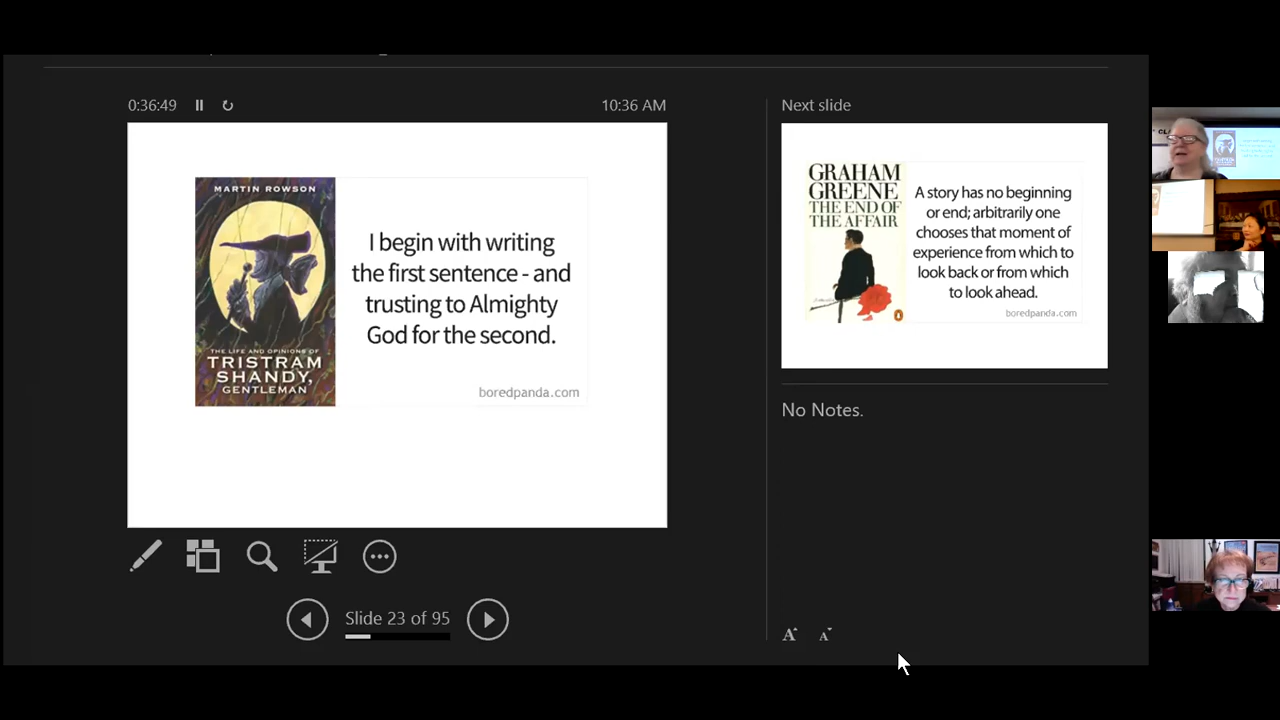 0:36:49
10:36 AM
MARTIN ROWSON
THE LIFE AND OPINIONS OF
TRISTRAM
SHANDY,
GENTLEMAN
I begin with writing
the first sentence - and
trusting to Almighty
God for the second.
boredpanda.com
Slide 23 of 95
Next slide
GRAHAM
GREENE
THE END OF
THE AFFAIR
A story has no beginning
or end; arbitrarily one
chooses that moment of
experience from which to
look back or from which
to look ahead.
boredpanda.com
No Notes.
A A